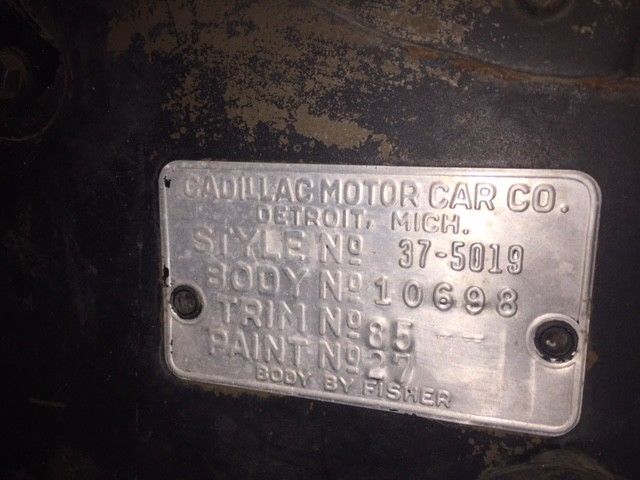 CADILLAC MOTOR CAR CO.
DETROIT, MICH.
STYLE Nº 37-5019
BODY Nº 10698
TRIM Nº 85 --
PAINT Nº 27
BODY BY FISHER